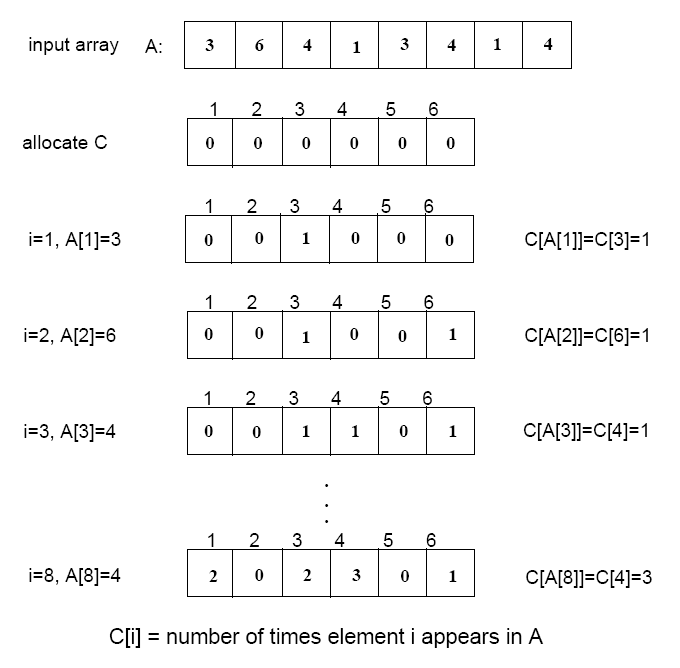 input array A: 3 6 4 1 3 4 1 4
1 2 3 4 5 6
allocate C 0 0 0 0 0 0
1 2 3 4 5 6
i=1, A[1]=3 0 0 1 0 0 0 C[A[1]]=C[3]=1
1 2 3 4 5 6
i=2, A[2]=6 0 0 1 0 0 1 C[A[2]]=C[6]=1
1 2 3 4 5 6
i=3, A[3]=4 0 0 1 1 0 1 C[A[3]]=C[4]=1
.
.
.
1 2 3 4 5 6
i=8, A[8]=4 2 0 2 3 0 1 C[A[8]]=C[4]=3
C[i] = number of times element i appears in A